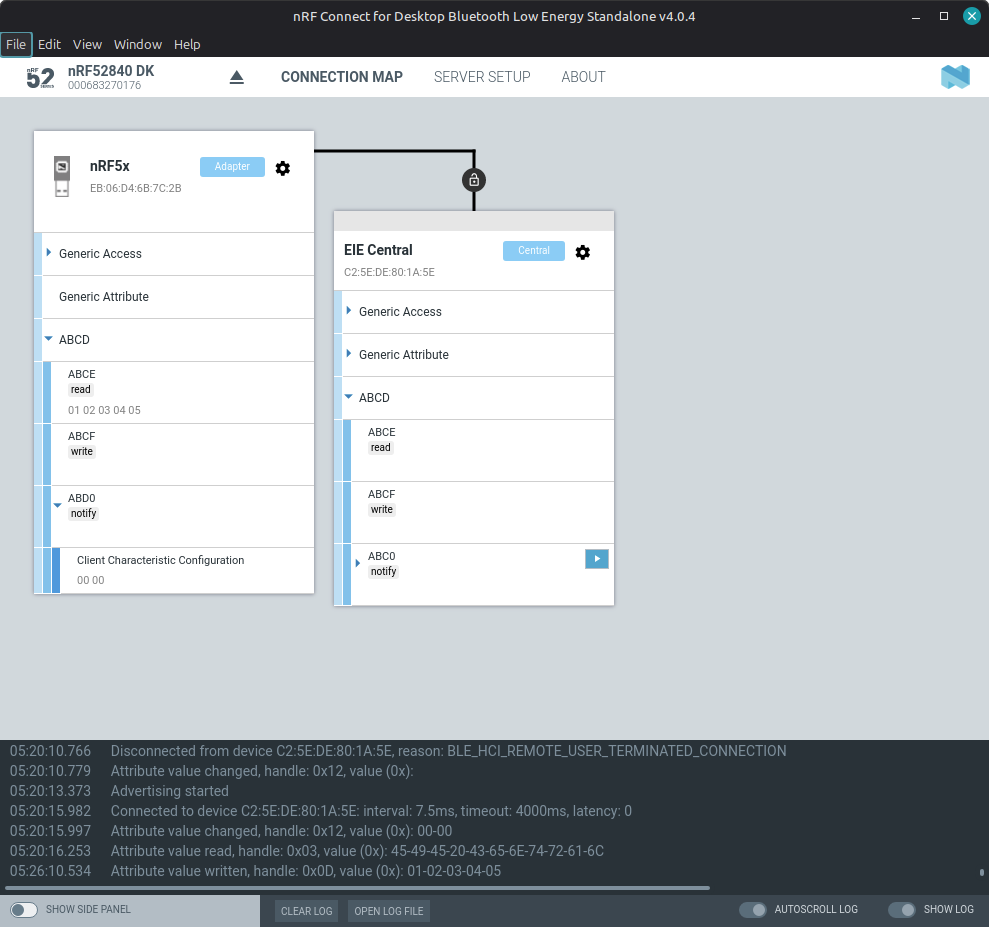 nRF Connect for Desktop Bluetooth Low Energy Standalone v4.0.4
File Edit View Window Help
nRF
52
SERIES
nRF52840 DK
000683270176
CONNECTION MAP
SERVER SETUP
ABOUT
nRF5x
Adapter
EB:06:D4:6B:7C:2B
Generic Access
Generic Attribute
ABCD
ABCE
read
01 02 03 04 05
ABCF
write
ABD0
notify
Client Characteristic Configuration
00 00
EIE Central
Central
C2:5E:DE:80:1A:5E
Generic Access
Generic Attribute
ABCD
ABCE
read
ABCF
write
ABC0
notify
05:20:10.766 Disconnected from device C2:5E:DE:80:1A:5E, reason: BLE_HCI_REMOTE_USER_TERMINATED_CONNECTION
05:20:10.779 Attribute value changed, handle: 0x12, value (0x):
05:20:13.373 Advertising started
05:20:15.982 Connected to device C2:5E:DE:80:1A:5E: interval: 7.5ms, timeout: 4000ms, latency: 0
05:20:15.997 Attribute value changed, handle: 0x12, value (0x): 00-00
05:20:16.253 Attribute value read, handle: 0x03, value (0x): 45-49-45-20-43-65-6E-74-72-61-6C
05:26:10.534 Attribute value written, handle: 0x0D, value (0x): 01-02-03-04-05
SHOW SIDE PANEL
CLEAR LOG
OPEN LOG FILE
AUTOSCROLL LOG
SHOW LOG